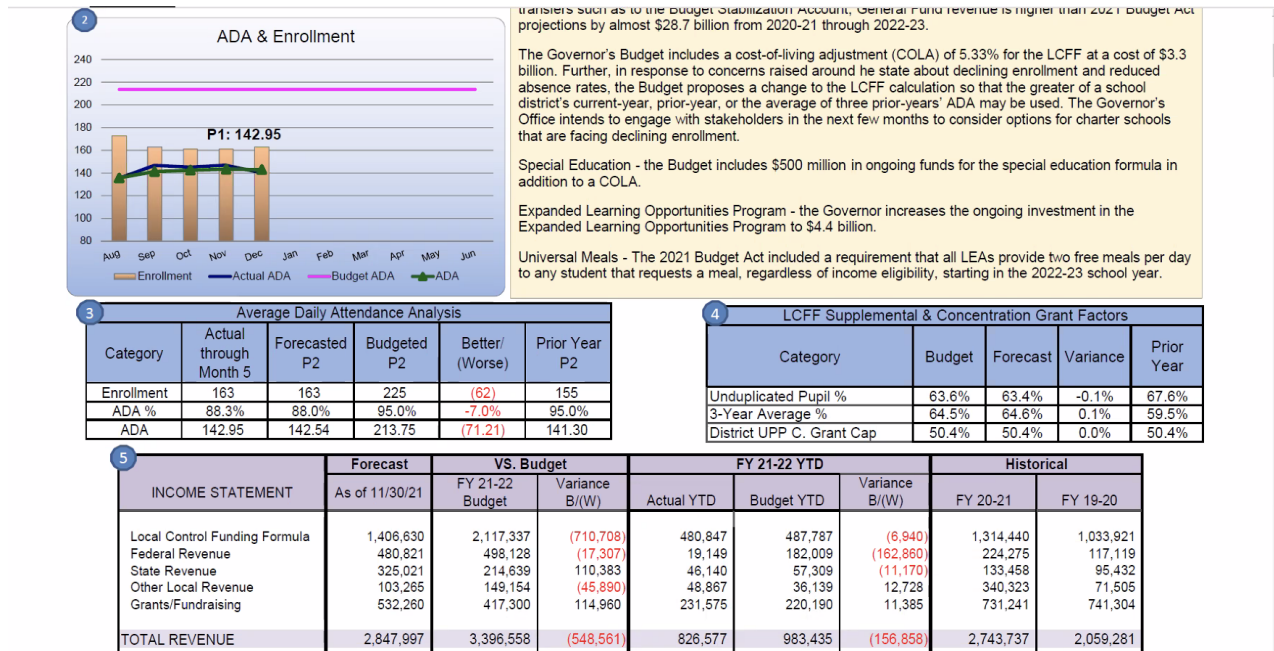 2
ADA & Enrollment
240
220
200
180
160
140
120
100
80
P1: 142.95
Aug Sep Oct Nov Dec Jan Feb Mar Apr May Jun
Enrollment Actual ADA Budget ADA ADA
transfers such as to the Budget Stabilization Account, General Fund revenue is higher than 2021 Budget Act
projections by almost $28.7 billion from 2020-21 through 2022-23.
The Governor's Budget includes a cost-of-living adjustment (COLA) of 5.33% for the LCFF at a cost of $3.3
billion. Further, in response to concerns raised around he state about declining enrollment and reduced
absence rates, the Budget proposes a change to the LCFF calculation so that the greater of a school
district's current-year, prior-year, or the average of three prior-years' ADA may be used. The Governor's
Office intends to engage with stakeholders in the next few months to consider options for charter schools
that are facing declining enrollment.
Special Education - the Budget includes $500 million in ongoing funds for the special education formula in
addition to a COLA.
Expanded Learning Opportunities Program - the Governor increases the ongoing investment in the
Expanded Learning Opportunities Program to $4.4 billion.
Universal Meals - The 2021 Budget Act included a requirement that all LEAs provide two free meals per day
to any student that requests a meal, regardless of income eligibility, starting in the 2022-23 school year.
3
Average Daily Attendance Analysis
Category Actual through Month 5 Forecasted P2 Budgeted P2 Better/ (Worse) Prior Year P2
Enrollment 163 163 225 (62) 155
ADA % 88.3% 88.0% 95.0% -7.0% 95.0%
ADA 142.95 142.54 213.75 (71.21) 141.30
4
LCFF Supplemental & Concentration Grant Factors
Category Budget Forecast Variance Prior Year
Unduplicated Pupil % 63.6% 63.4% -0.1% 67.6%
3-Year Average % 64.5% 64.6% 0.1% 59.5%
District UPP C. Grant Cap 50.4% 50.4% 0.0% 50.4%
5
Forecast VS. Budget FY 21-22 YTD Historical
INCOME STATEMENT As of 11/30/21 FY 21-22 Budget Variance B/(W) Actual YTD Budget YTD Variance B/(W) FY 20-21 FY 19-20
Local Control Funding Formula 1,406,630 2,117,337 (710,708) 480,847 487,787 (6,940) 1,314,440 1,033,921
Federal Revenue 480,821 498,128 (17,307) 19,149 182,009 (162,860) 224,275 117,119
State Revenue 325,021 214,639 110,383 46,140 57,309 (11,170) 133,458 95,432
Other Local Revenue 103,265 149,154 (45,890) 48,867 36,139 12,728 340,323 71,505
Grants/Fundraising 532,260 417,300 114,960 231,575 220,190 11,385 731,241 741,304
TOTAL REVENUE 2,847,997 3,396,558 (548,561) 826,577 983,435 (156,858) 2,743,737 2,059,281